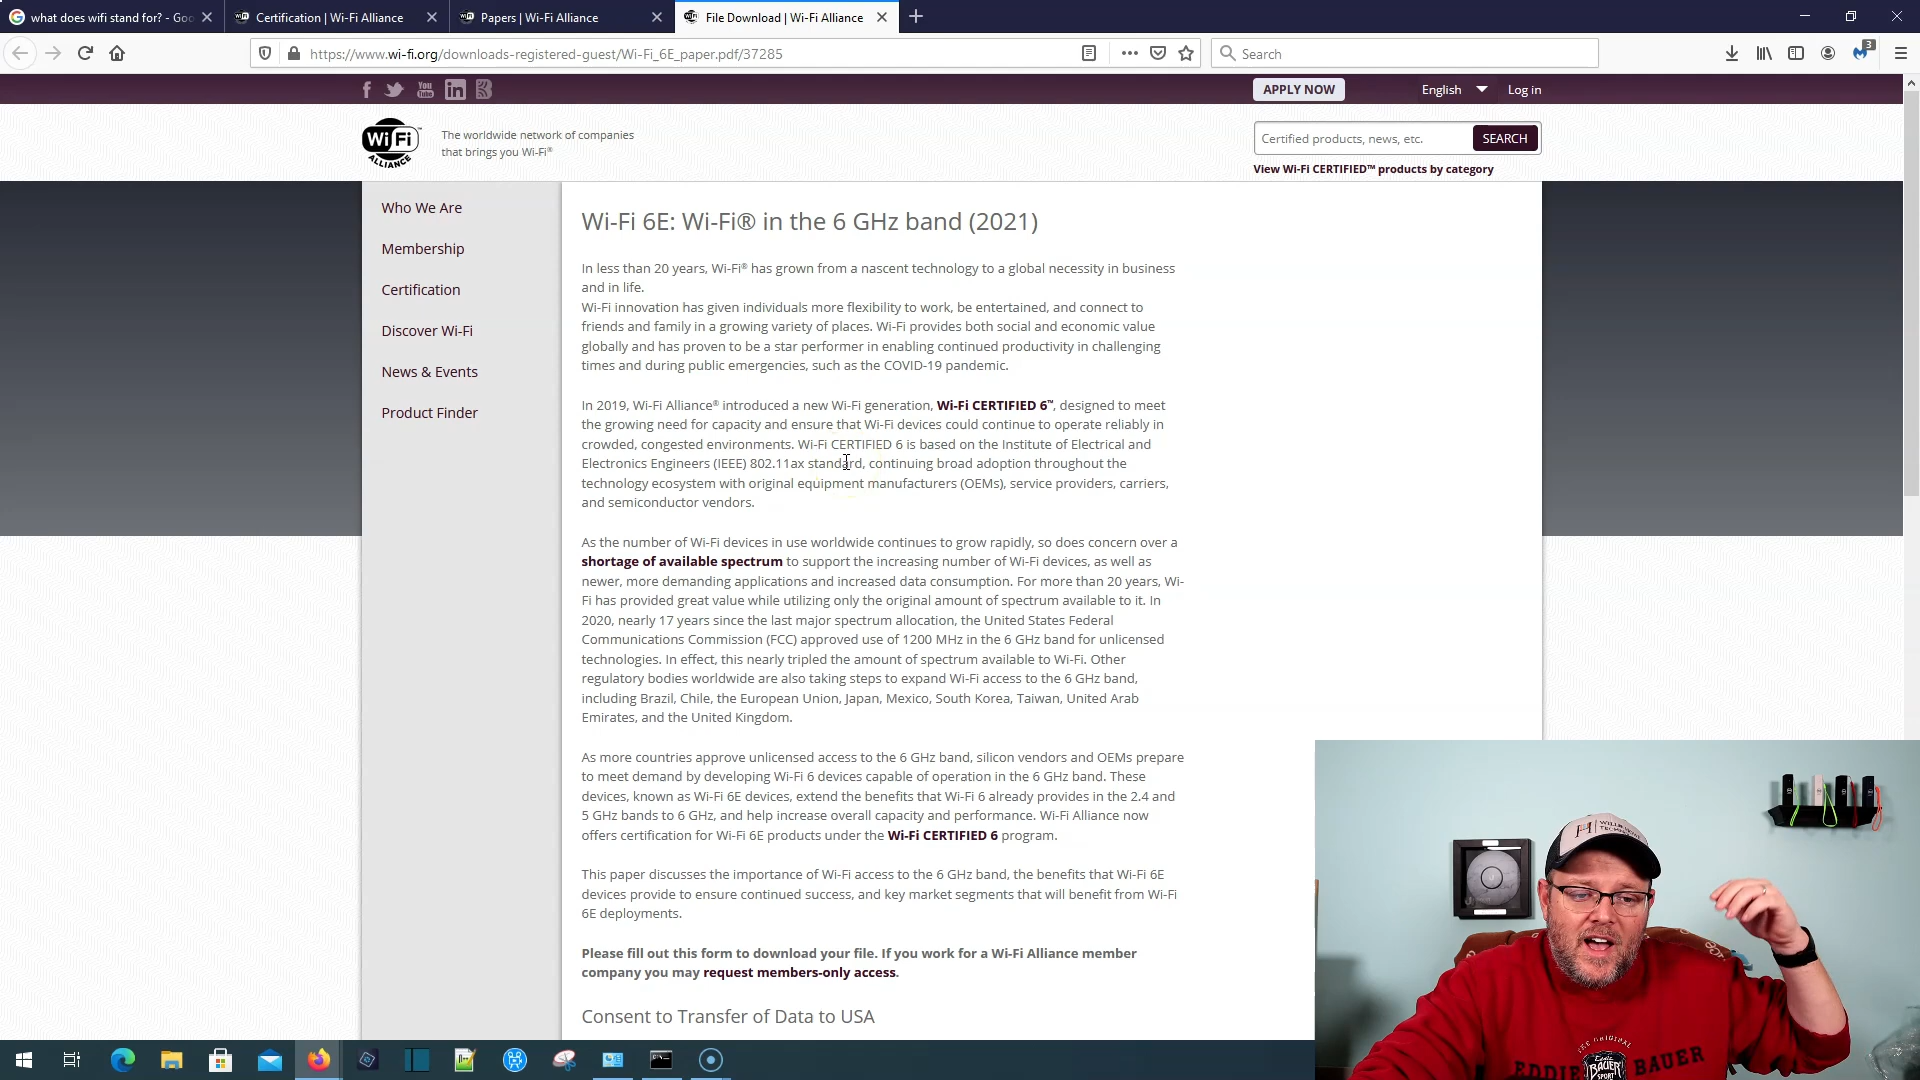 what does wifi stand for? - Goo
Certification | Wi-Fi Alliance
Papers | Wi-Fi Alliance
File Download | Wi-Fi Alliance
https://www.wi-fi.org/downloads-registered-guest/Wi-Fi_6E_paper.pdf/37285
Search
3
f
You Tube
in
APPLY NOW
English
Log in
Wi Fi
ALLIANCE
The worldwide network of companies
that brings you Wi-Fi®
Certified products, news, etc.
SEARCH
View Wi-Fi CERTIFIED™ products by category
Who We Are
Membership
Certification
Discover Wi-Fi
News & Events
Product Finder
Wi-Fi 6E: Wi-Fi® in the 6 GHz band (2021)
In less than 20 years, Wi-Fi® has grown from a nascent technology to a global necessity in business
and in life.
Wi-Fi innovation has given individuals more flexibility to work, be entertained, and connect to
friends and family in a growing variety of places. Wi-Fi provides both social and economic value
globally and has proven to be a star performer in enabling continued productivity in challenging
times and during public emergencies, such as the COVID-19 pandemic.
In 2019, Wi-Fi Alliance® introduced a new Wi-Fi generation, Wi-Fi CERTIFIED 6™, designed to meet
the growing need for capacity and ensure that Wi-Fi devices could continue to operate reliably in
crowded, congested environments. Wi-Fi CERTIFIED 6 is based on the Institute of Electrical and
Electronics Engineers (IEEE) 802.11ax standard, continuing broad adoption throughout the
technology ecosystem with original equipment manufacturers (OEMs), service providers, carriers,
and semiconductor vendors.
As the number of Wi-Fi devices in use worldwide continues to grow rapidly, so does concern over a
shortage of available spectrum to support the increasing number of Wi-Fi devices, as well as
newer, more demanding applications and increased data consumption. For more than 20 years, Wi-
Fi has provided great value while utilizing only the original amount of spectrum available to it. In
2020, nearly 17 years since the last major spectrum allocation, the United States Federal
Communications Commission (FCC) approved use of 1200 MHz in the 6 GHz band for unlicensed
technologies. In effect, this nearly tripled the amount of spectrum available to Wi-Fi. Other
regulatory bodies worldwide are also taking steps to expand Wi-Fi access to the 6 GHz band,
including Brazil, Chile, the European Union, Japan, Mexico, South Korea, Taiwan, United Arab
Emirates, and the United Kingdom.
As more countries approve unlicensed access to the 6 GHz band, silicon vendors and OEMs prepare
to meet demand by developing Wi-Fi 6 devices capable of operation in the 6 GHz band. These
devices, known as Wi-Fi 6E devices, extend the benefits that Wi-Fi 6 already provides in the 2.4 and
5 GHz bands to 6 GHz, and help increase overall capacity and performance. Wi-Fi Alliance now
offers certification for Wi-Fi 6E products under the Wi-Fi CERTIFIED 6 program.
This paper discusses the importance of Wi-Fi access to the 6 GHz band, the benefits that Wi-Fi 6E
devices provide to ensure continued success, and key market segments that will benefit from Wi-Fi
6E deployments.
Please fill out this form to download your file. If you work for a Wi-Fi Alliance member
company you may request members-only access.
Consent to Transfer of Data to USA
THE ORIGINAL
EDDIE BAUER
Eddie
BAUER
SPORT